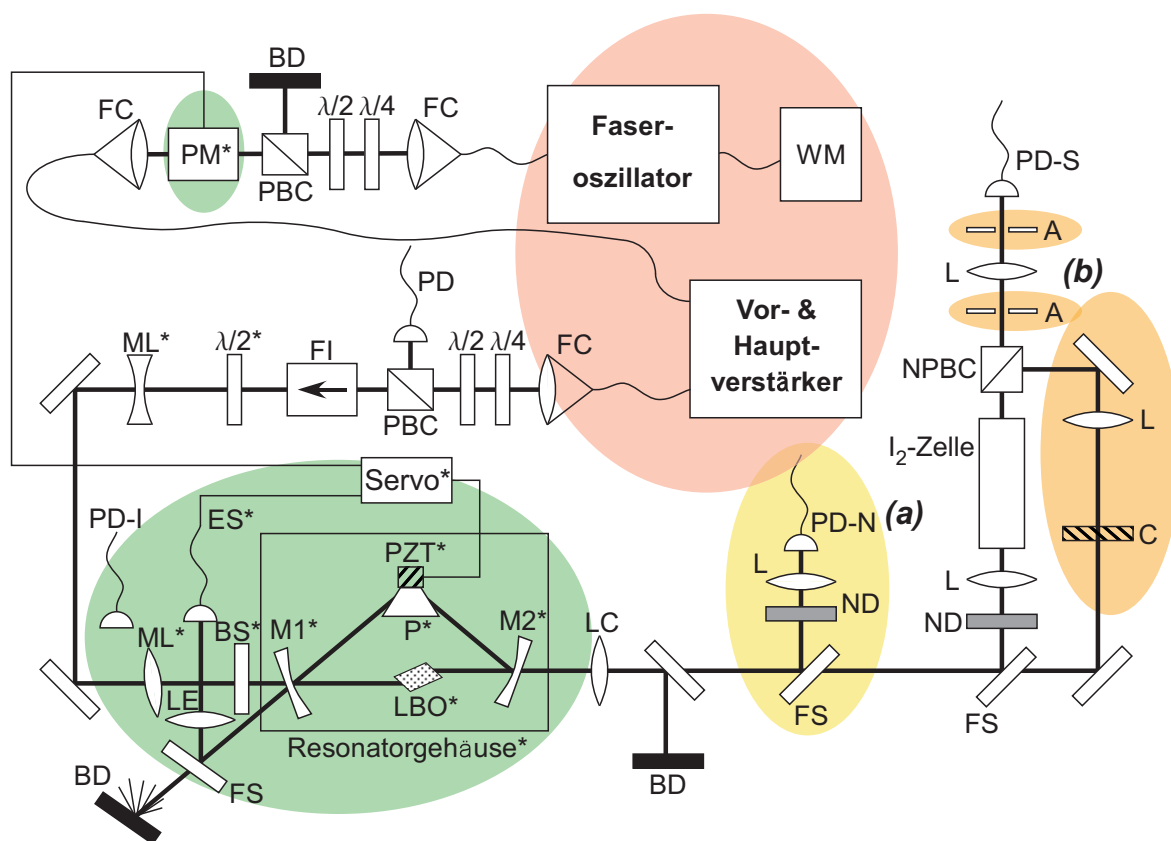 BD
FC
λ/2 λ/4
FC
PM*
PBC
Faser-
oszillator
WM
PD-S
A
L
(b)
A
PD
Vor- &
Haupt-
verstärker
ML*
λ/2*
FI
λ/2 λ/4
FC
PBC
NPBC
L
I₂-Zelle
Servo*
PD-I
ES*
PD-N
(a)
C
PZT*
L
L
ND
ND
ML*
BS*
M1*
P*
M2*
LC
LE
LBO*
FS
FS
Resonatorgehäuse*
BD
FS
BD